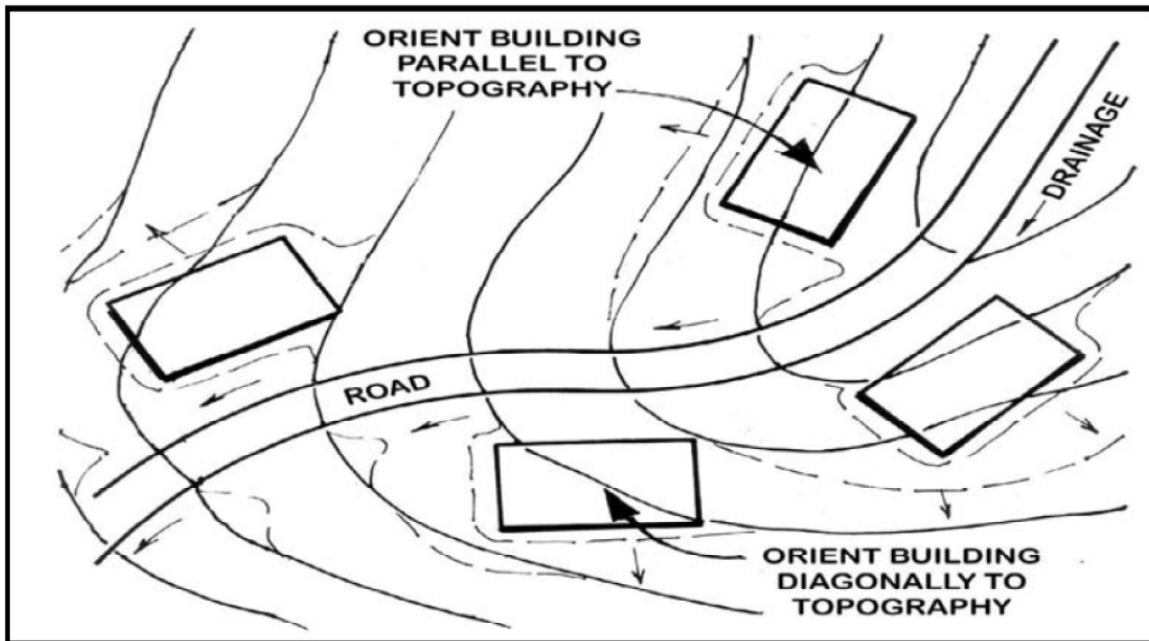 ORIENT BUILDING
PARALLEL TO
TOPOGRAPHY
DRAINAGE
ROAD
ORIENT BUILDING
DIAGONALLY TO
TOPOGRAPHY